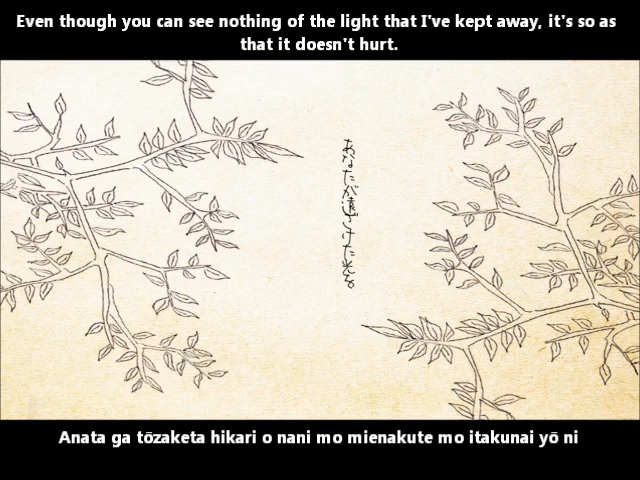 Even though you can see nothing of the light that I've kept away, it's so as
that it doesn't hurt.
あなたが遠ざけた光を
Anata ga tōzaketa hikari o nani mo mienakute mo itakunai yō ni